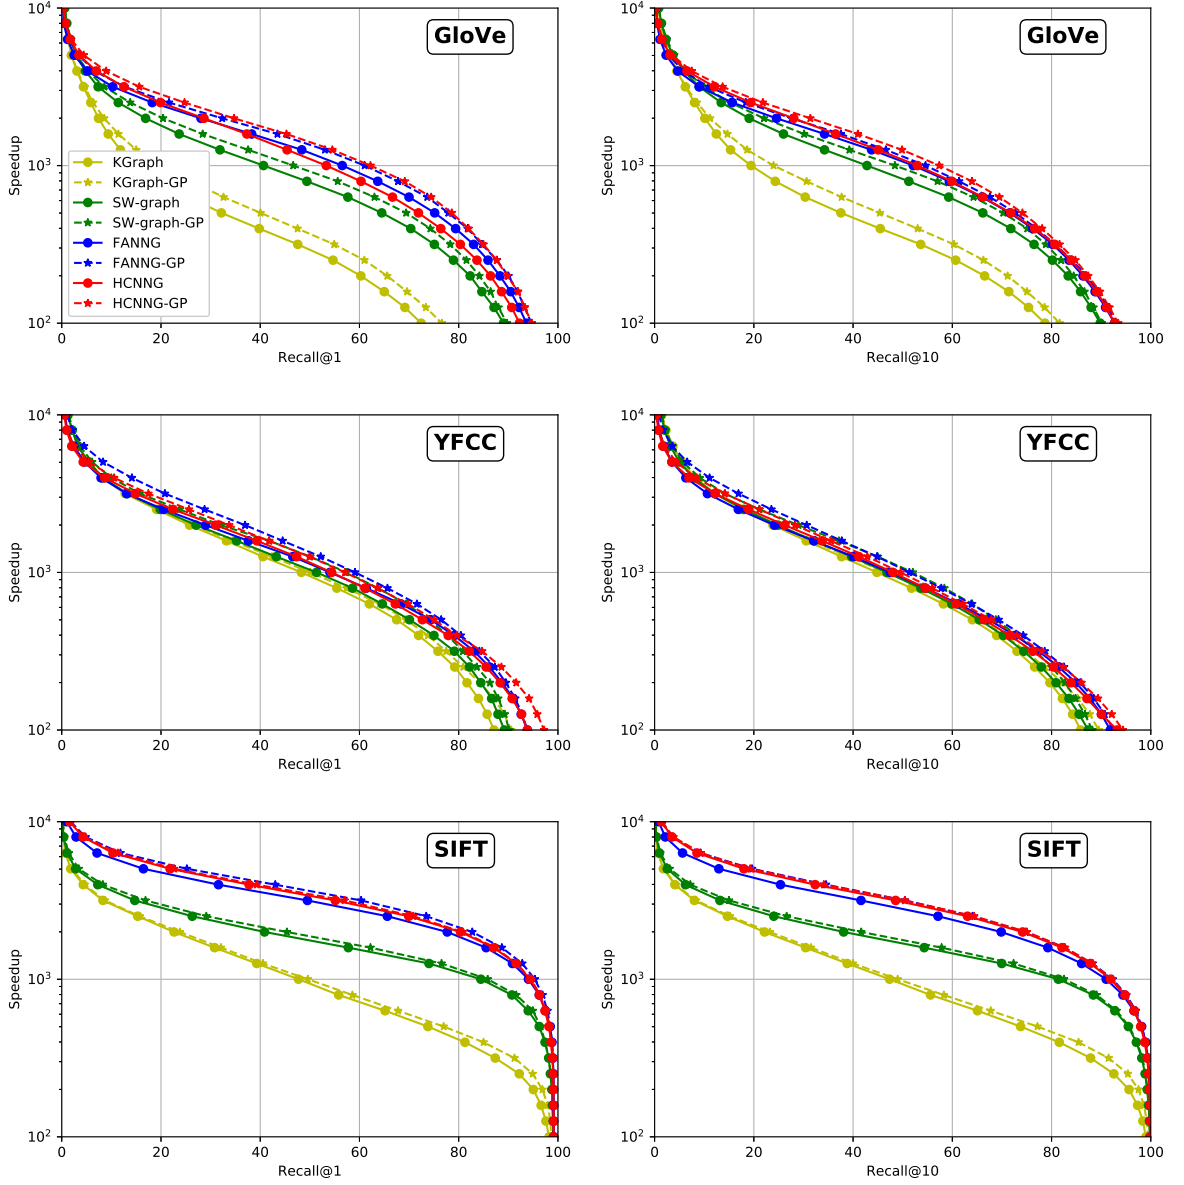 10^4
10^3
10^2
Speedup
GloVe
KGraph
KGraph-GP
SW-graph
SW-graph-GP
FANNG
FANNG-GP
HCNNG
HCNNG-GP
0 20 40 60 80 100
Recall@1
10^4
10^3
10^2
Speedup
GloVe
0 20 40 60 80 100
Recall@10
10^4
10^3
10^2
Speedup
YFCC
0 20 40 60 80 100
Recall@1
10^4
10^3
10^2
Speedup
YFCC
0 20 40 60 80 100
Recall@10
10^4
10^3
10^2
Speedup
SIFT
0 20 40 60 80 100
Recall@1
10^4
10^3
10^2
Speedup
SIFT
0 20 40 60 80 100
Recall@10